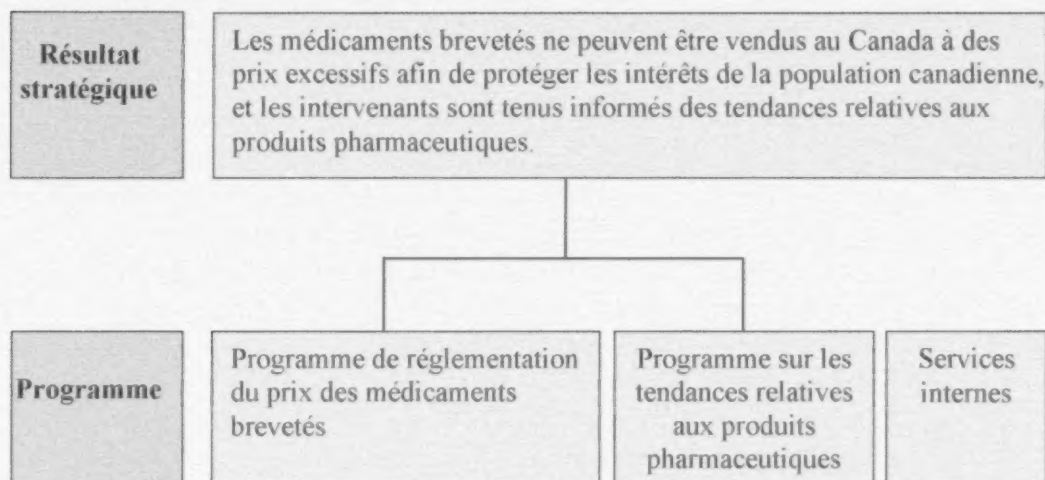 Résultat
stratégique
Les médicaments brevetés ne peuvent être vendus au Canada à des
prix excessifs afin de protéger les intérêts de la population canadienne,
et les intervenants sont tenus informés des tendances relatives aux
produits pharmaceutiques.
Programme
Programme de réglementation
du prix des médicaments
brevetés
Programme sur les
tendances relatives
aux produits
pharmaceutiques
Services
internes